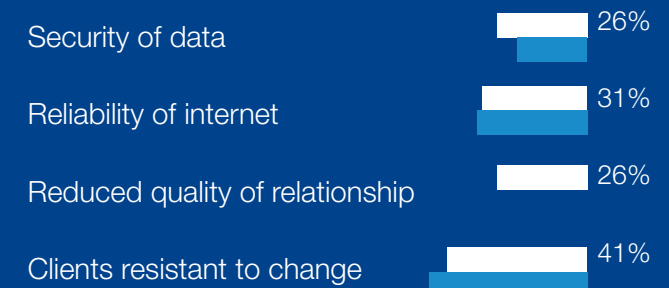 Security of data 26%
Reliability of internet 31%
Reduced quality of relationship 26%
Clients resistant to change 41%